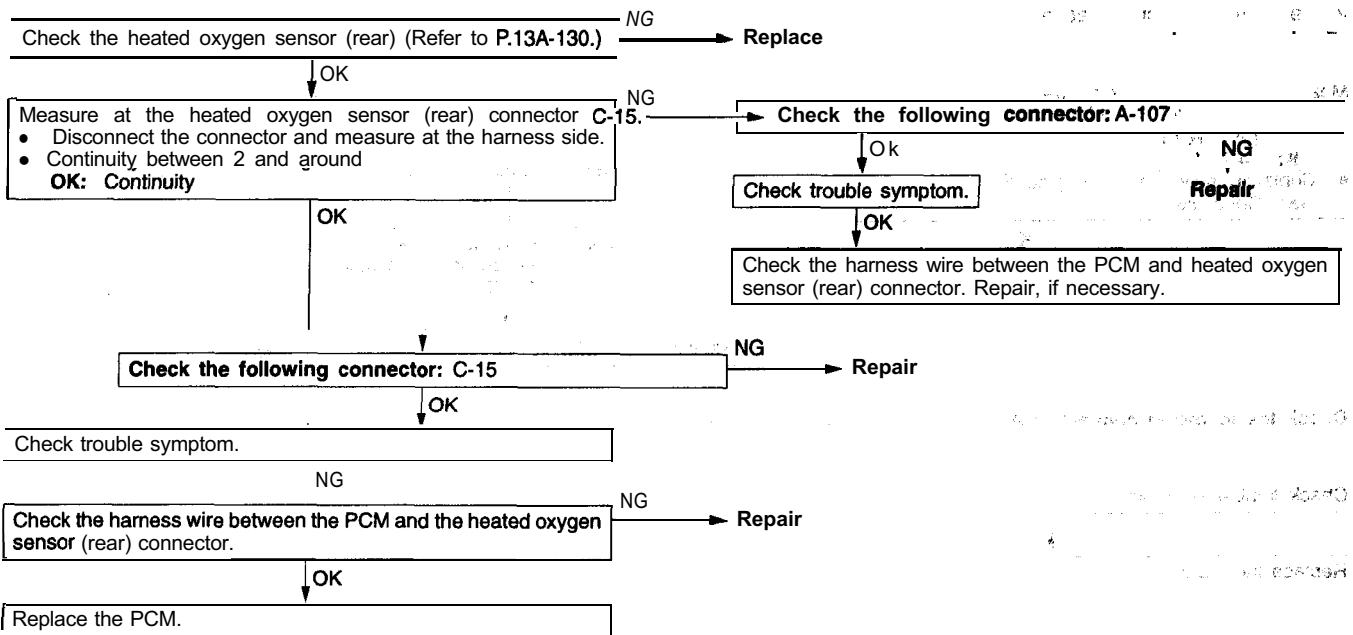 NG
Check the heated oxygen sensor (rear) (Refer to P.13A-130.)
Replace
OK
Measure at the heated oxygen sensor (rear) connector C-15.
● Disconnect the connector and measure at the harness side.
● Continuity between 2 and around
OK: Continuity
NG
Check the following connector: A-107
Ok
NG
Check trouble symptom.
Repair
OK
OK
Check the harness wire between the PCM and heated oxygen
sensor (rear) connector. Repair, if necessary.
Check the following connector: C-15
NG
Repair
OK
Check trouble symptom.
NG
Check the harness wire between the PCM and the heated oxygen
sensor (rear) connector.
NG
Repair
OK
Replace the PCM.